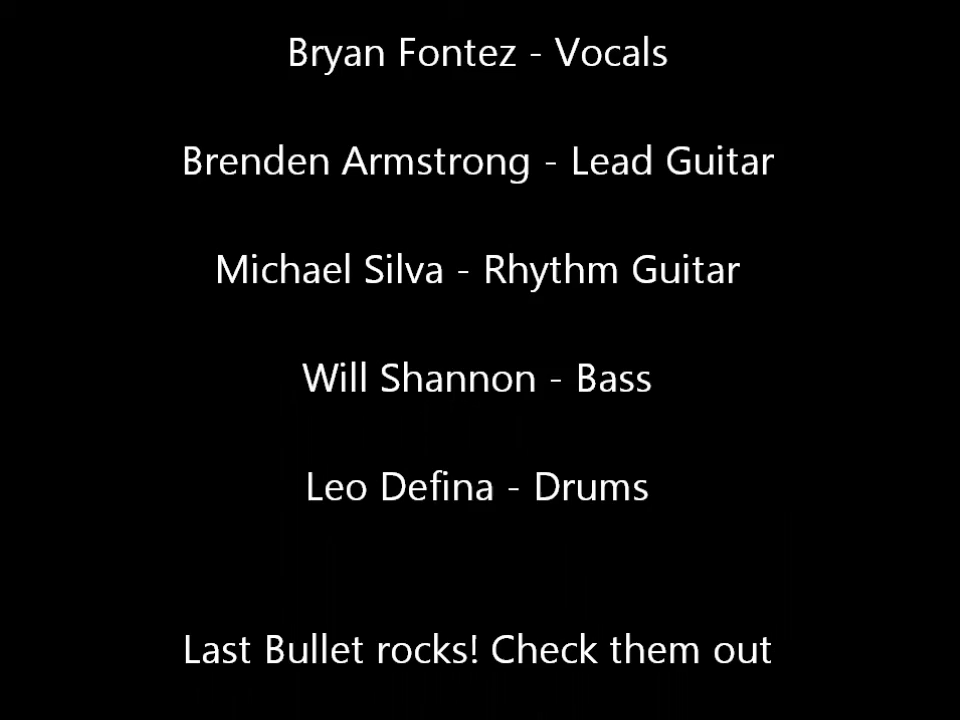 Bryan Fontez - Vocals
Brenden Armstrong - Lead Guitar
Michael Silva - Rhythm Guitar
Will Shannon - Bass
Leo Defina - Drums
Last Bullet rocks! Check them out